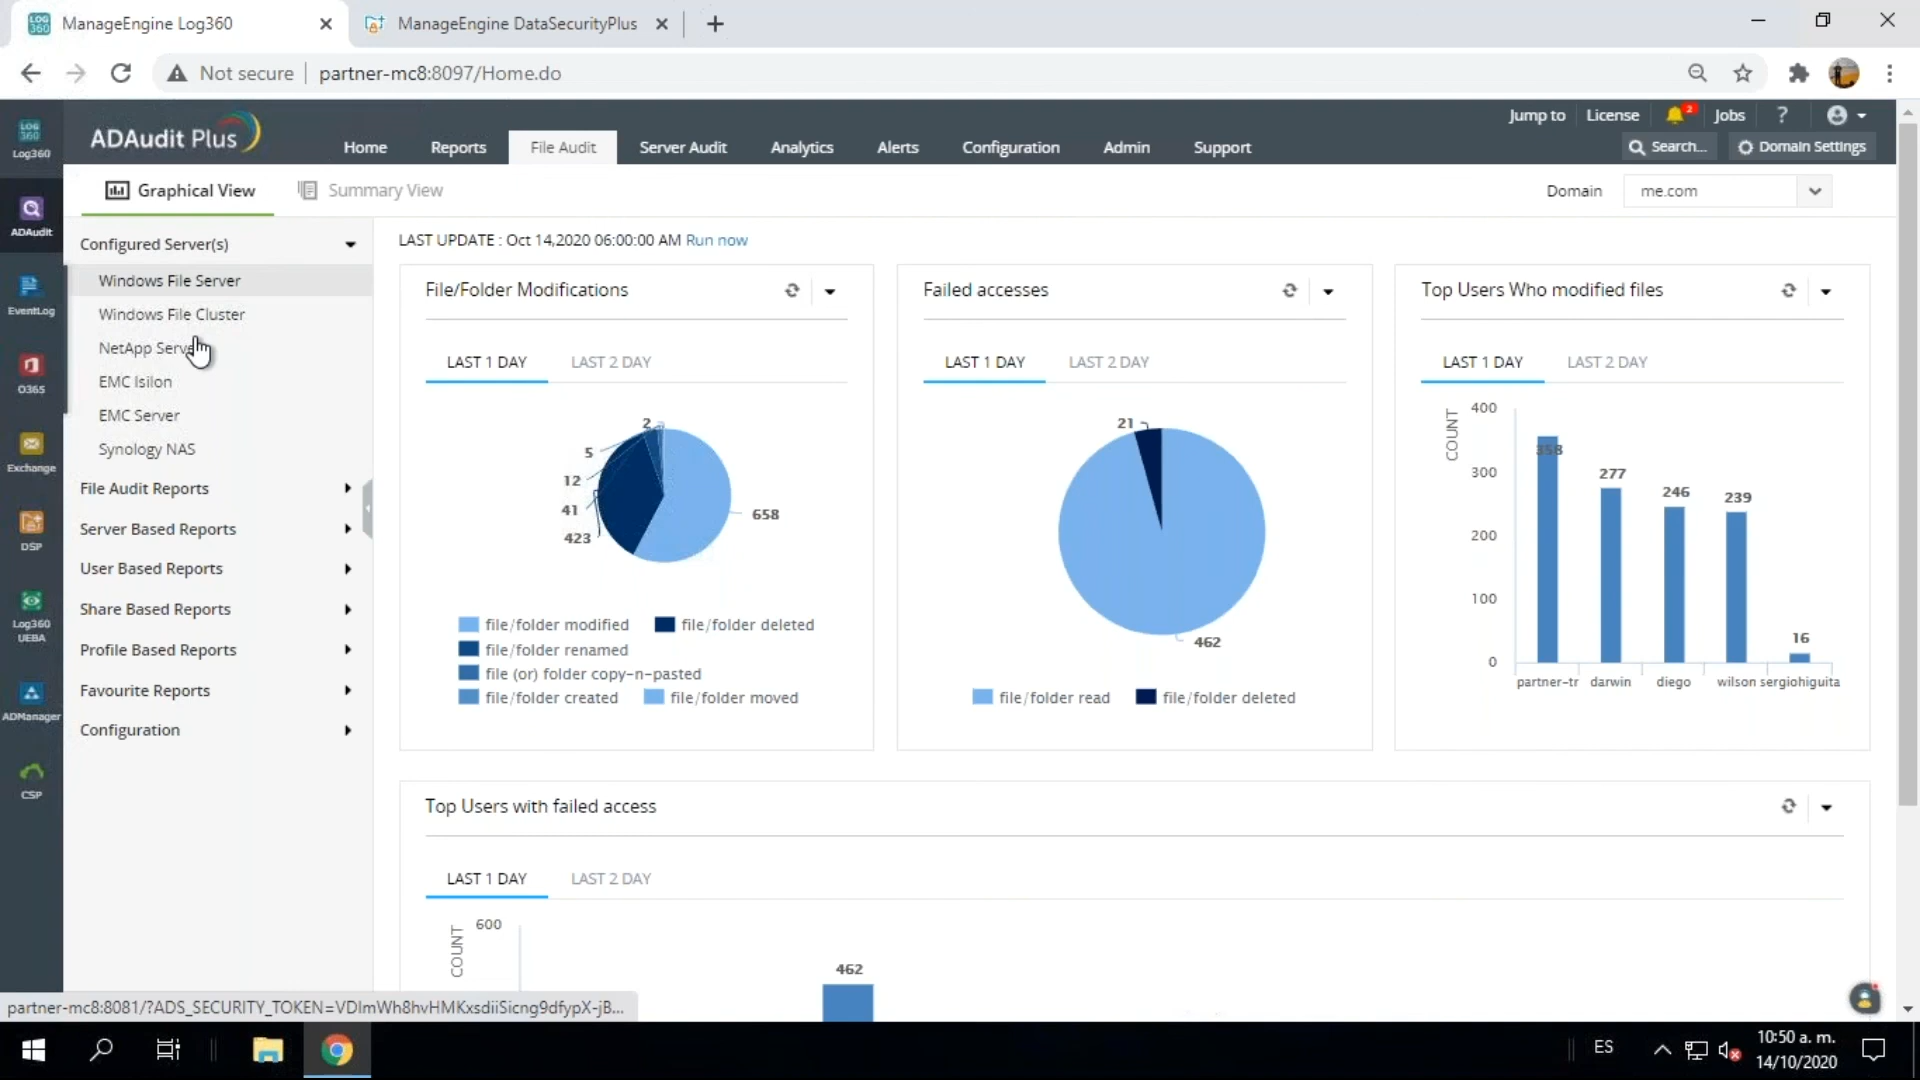 ManageEngine Log360
ManageEngine DataSecurityPlus
Not secure
partner-mc8:8097/Home.do
LOG 360
Log360
ADAudit
EventLog
O365
Exchange
DSP
Log360 UEBA
ADManager
CSP
ADAudit Plus
Jump to
License
2
Jobs
?
Home
Reports
File Audit
Server Audit
Analytics
Alerts
Configuration
Admin
Support
Search...
Domain Settings
Graphical View
Summary View
Domain
me.com
Configured Server(s)
Windows File Server
Windows File Cluster
NetApp Serve
EMC Isilon
EMC Server
Synology NAS
File Audit Reports
Server Based Reports
User Based Reports
Share Based Reports
Profile Based Reports
Favourite Reports
Configuration
LAST UPDATE : Oct 14,2020 06:00:00 AM Run now
File/Folder Modifications
LAST 1 DAY
LAST 2 DAY
2
5
12
41
423
658
file/folder modified
file/folder deleted
file/folder renamed
file (or) folder copy-n-pasted
file/folder created
file/folder moved
Failed accesses
LAST 1 DAY
LAST 2 DAY
21
462
file/folder read
file/folder deleted
Top Users Who modified files
LAST 1 DAY
LAST 2 DAY
COUNT
400
300
200
100
0
358
277
246
239
16
partner-tr
darwin
diego
wilson
sergiohiguita
Top Users with failed access
LAST 1 DAY
LAST 2 DAY
COUNT
600
462
partner-mc8:8081/?ADS_SECURITY_TOKEN=VDImWh8hvHMKxsdiiSicng9dfypX-jB...
ES
10:50 a. m.
14/10/2020